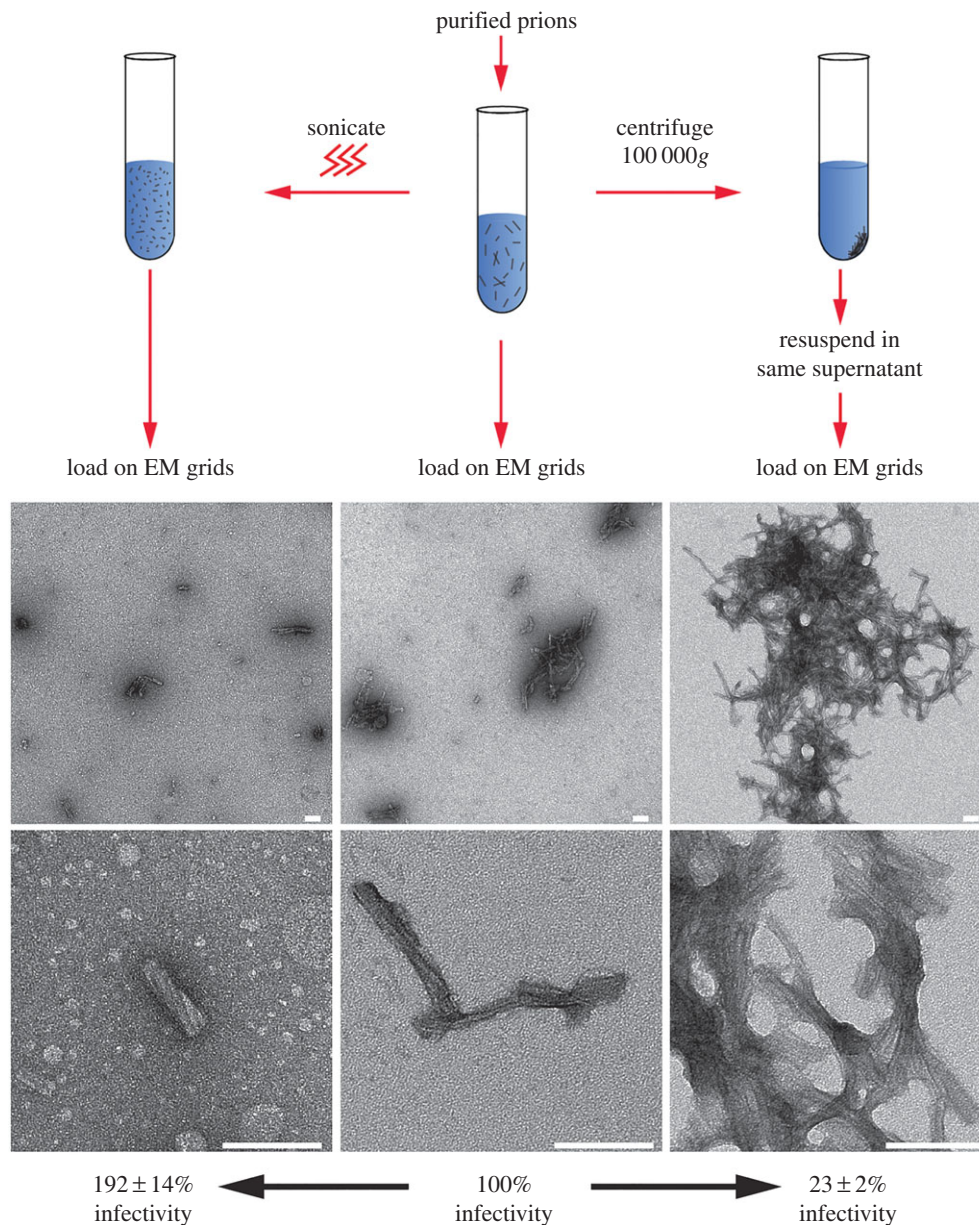 purified prions
sonicate
centrifuge
100 000g
resuspend in
same supernatant
load on EM grids
load on EM grids
load on EM grids
192 ± 14%
infectivity
100%
infectivity
23 ± 2%
infectivity